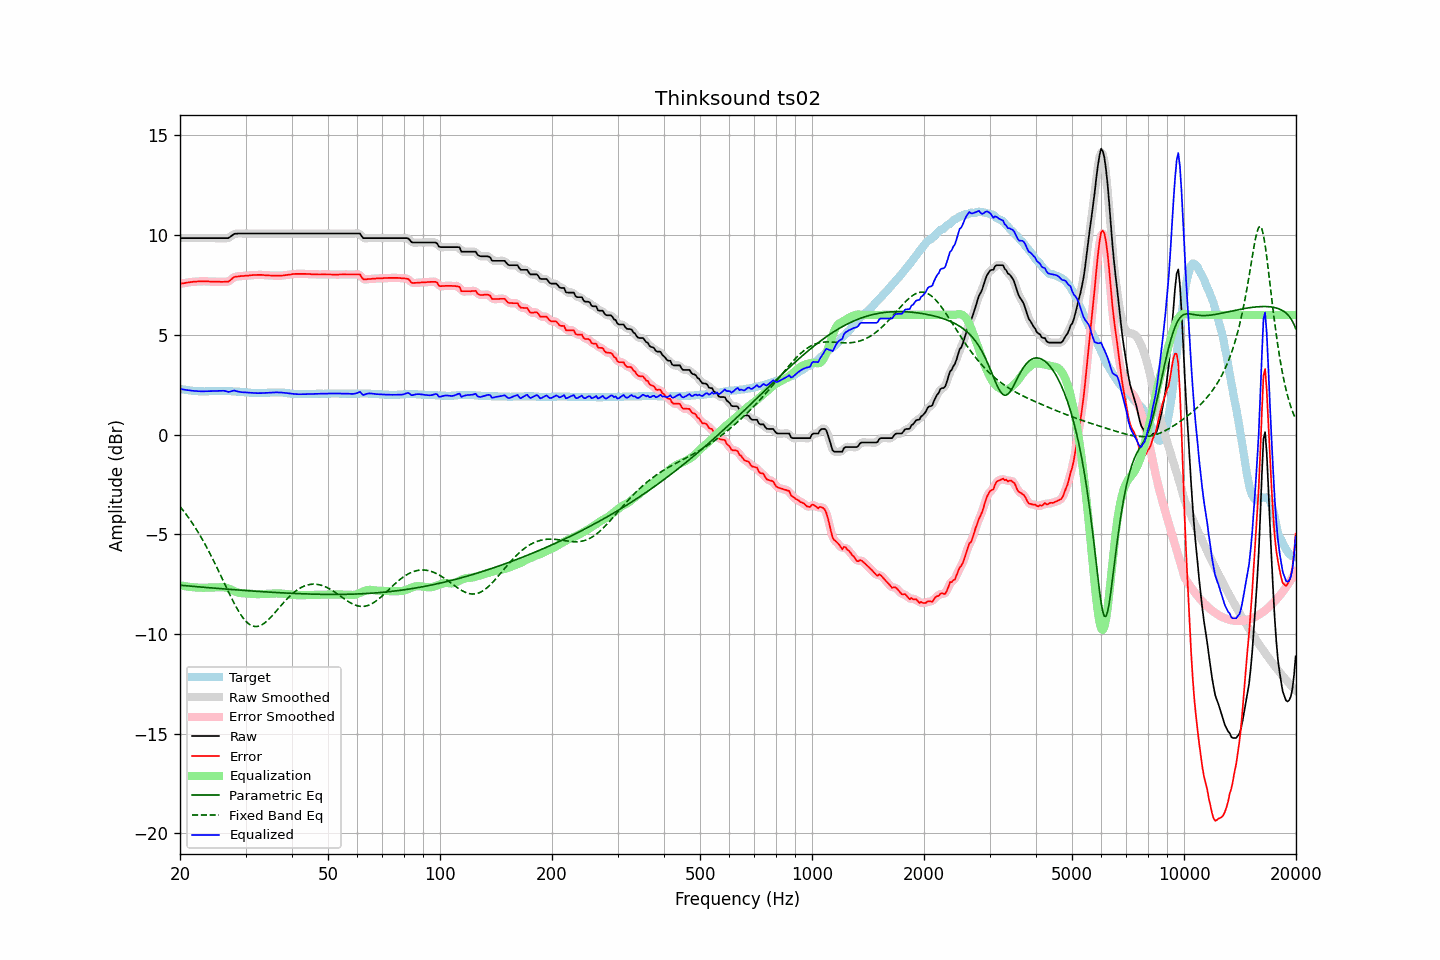 Thinksound ts02
15
10
5
0
−5
−10
−15
−20
Amplitude (dBr)
Target
Raw Smoothed
Error Smoothed
Raw
Error
Equalization
Parametric Eq
Fixed Band Eq
Equalized
20 50 100 200 500 1000 2000 5000 10000 20000
Frequency (Hz)